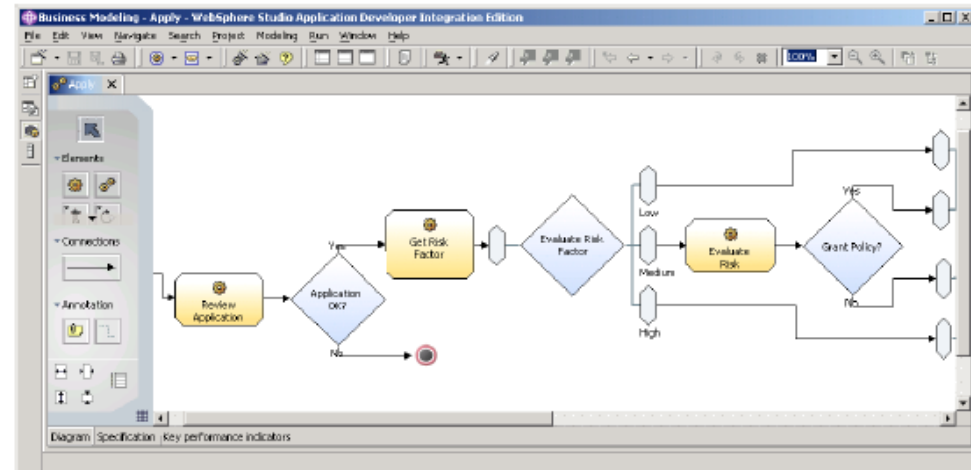 Business Modeling - Apply - WebSphere Studio Application Developer Integration Edition
File Edit View Navigate Search Project Modeling Run Window Help
100%
Apply
Elements
Connections
Annotation
Review
Application
Application
OK?
Yes
No
Get Risk
Factor
Evaluate Risk
Factor
Low
Medium
High
Evaluate
Risk
Grant Policy?
Yes
No
Diagram Specification Key performance indicators